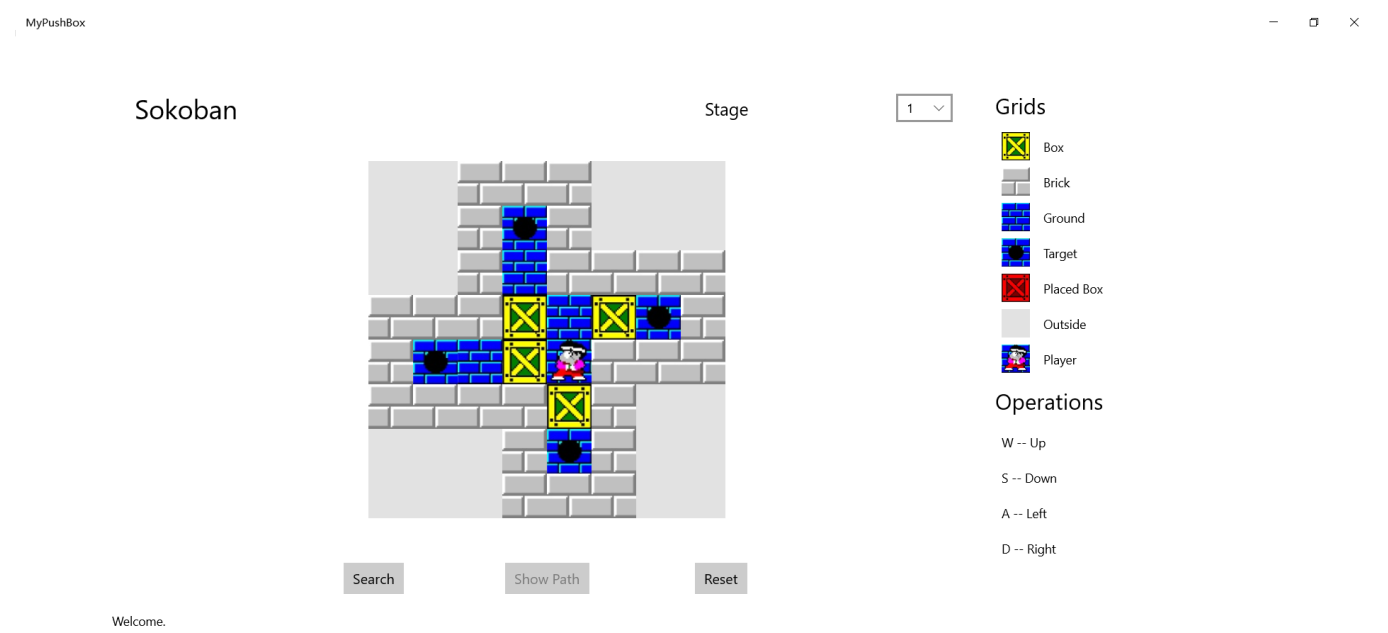 MyPushBox
Sokoban
Stage
1
Grids
Box
Brick
Ground
Target
Placed Box
Outside
Player
Operations
W -- Up
S -- Down
A -- Left
D -- Right
Search
Show Path
Reset
Welcome.